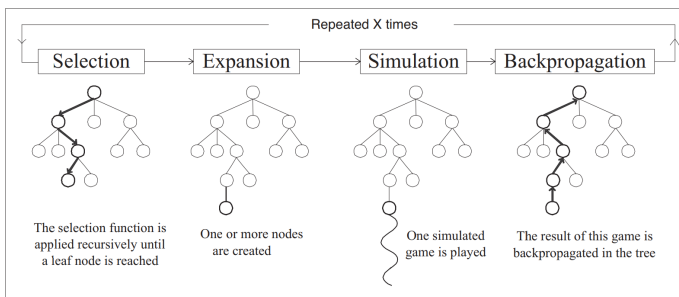 Repeated X times
Selection
Expansion
Simulation
Backpropagation
The selection function is
applied recursively until
a leaf node is reached
One or more nodes
are created
One simulated
game is played
The result of this game is
backpropagated in the tree